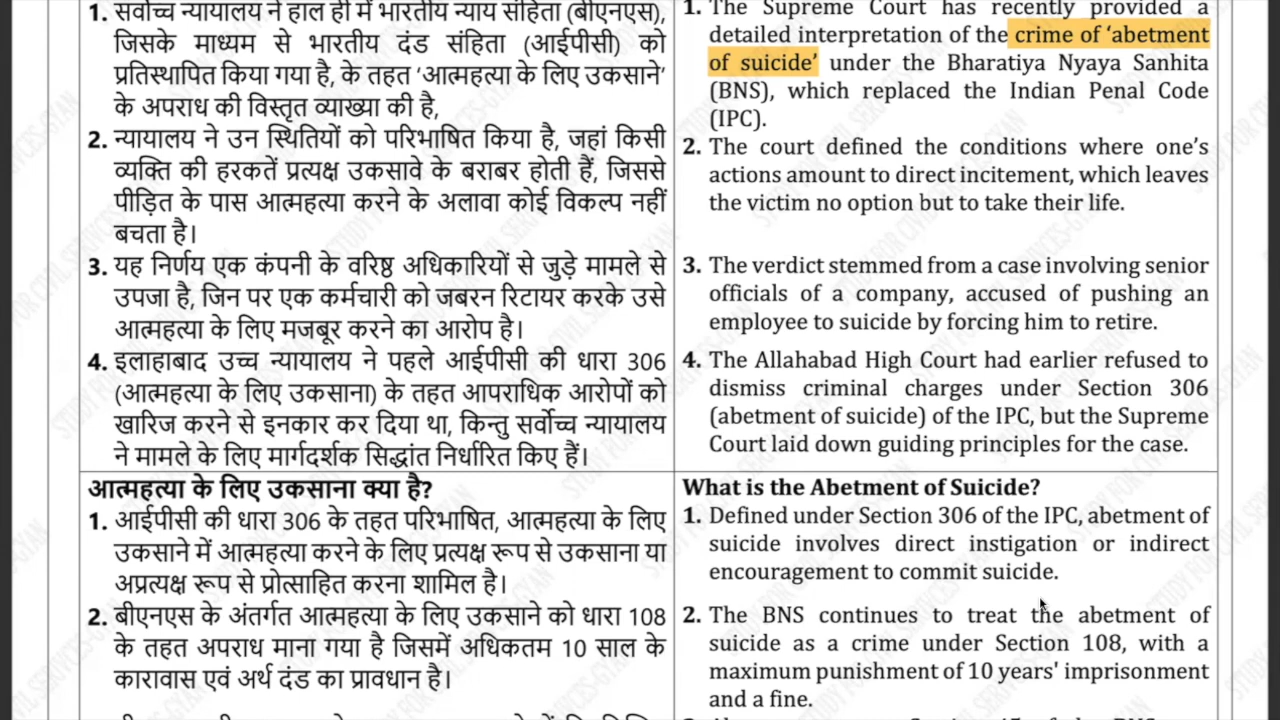 1. सर्वोच्च न्यायालय ने हाल ही में भारतीय न्याय संहिता (बीएनएस),
जिसके माध्यम से भारतीय दंड संहिता (आईपीसी) को
प्रतिस्थापित किया गया है, के तहत ‘आत्महत्या के लिए उकसाने’
के अपराध की विस्तृत व्याख्या की है,
2. न्यायालय ने उन स्थितियों को परिभाषित किया है, जहां किसी
व्यक्ति की हरकतें प्रत्यक्ष उकसावे के बराबर होती हैं, जिससे
पीड़ित के पास आत्महत्या करने के अलावा कोई विकल्प नहीं
बचता है।
3. यह निर्णय एक कंपनी के वरिष्ठ अधिकारियों से जुड़े मामले से
उपजा है, जिन पर एक कर्मचारी को जबरन रिटायर करके उसे
आत्महत्या के लिए मजबूर करने का आरोप है।
4. इलाहाबाद उच्च न्यायालय ने पहले आईपीसी की धारा 306
(आत्महत्या के लिए उकसाना) के तहत आपराधिक आरोपों को
खारिज करने से इनकार कर दिया था, किन्तु सर्वोच्च न्यायालय
ने मामले के लिए मार्गदर्शक सिद्धांत निर्धारित किए हैं।
1. The Supreme Court has recently provided a
detailed interpretation of the crime of ‘abetment
of suicide’ under the Bharatiya Nyaya Sanhita
(BNS), which replaced the Indian Penal Code
(IPC).
2. The court defined the conditions where one’s
actions amount to direct incitement, which leaves
the victim no option but to take their life.
3. The verdict stemmed from a case involving senior
officials of a company, accused of pushing an
employee to suicide by forcing him to retire.
4. The Allahabad High Court had earlier refused to
dismiss criminal charges under Section 306
(abetment of suicide) of the IPC, but the Supreme
Court laid down guiding principles for the case.
आत्महत्या के लिए उकसाना क्या है?
1. आईपीसी की धारा 306 के तहत परिभाषित, आत्महत्या के लिए
उकसाने में आत्महत्या करने के लिए प्रत्यक्ष रूप से उकसाना या
अप्रत्यक्ष रूप से प्रोत्साहित करना शामिल है।
2. बीएनएस के अंतर्गत आत्महत्या के लिए उकसाने को धारा 108
के तहत अपराध माना गया है जिसमें अधिकतम 10 साल के
कारावास एवं अर्थ दंड का प्रावधान है।
What is the Abetment of Suicide?
1. Defined under Section 306 of the IPC, abetment of
suicide involves direct instigation or indirect
encouragement to commit suicide.
2. The BNS continues to treat the abetment of
suicide as a crime under Section 108, with a
maximum punishment of 10 years' imprisonment
and a fine.